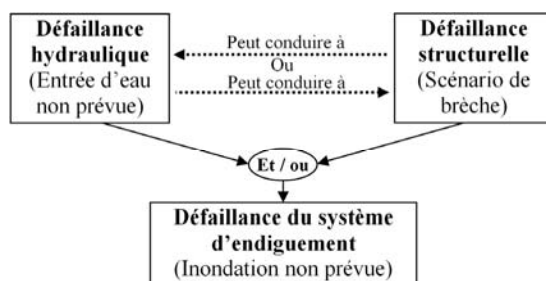 Défaillance
hydraulique
(Entrée d'eau
non prévue)
Peut conduire à
Ou
Peut conduire à
Défaillance
structurelle
(Scénario de
brèche)
Et / ou
Défaillance du système
d'endiguement
(Inondation non prévue)